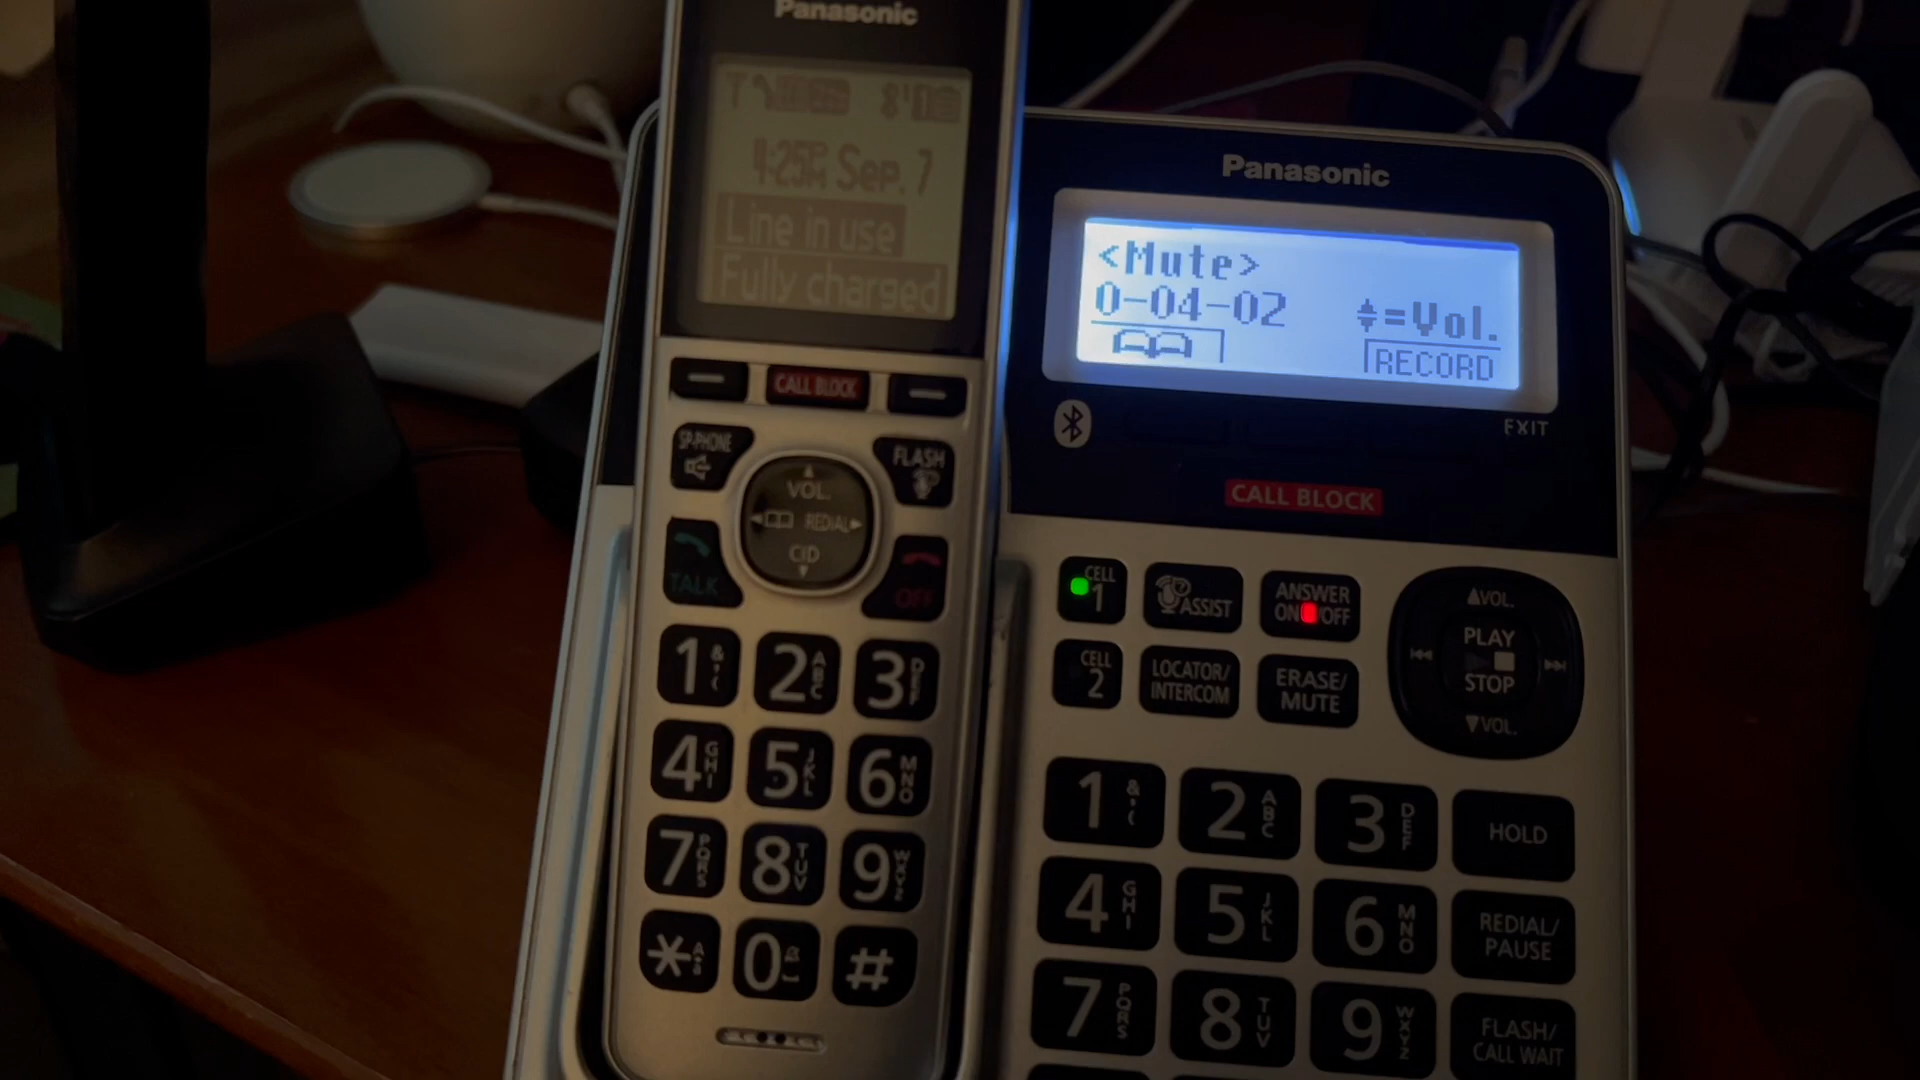 Panasonic
4:25PM Sep. 7
Line in use
Fully charged
CALL BLOCK
SP-PHONE
FLASH
VOL.
REDIAL
CID
TALK
OFF
1 & ' (
2 ABC
3 DEF
4 GHI
5 JKL
6 MNO
7 PQRS
8 TUV
9 WXYZ
*
0
#
Panasonic
<Mute>
0-04-02 =Vol.
RECORD
EXIT
CALL BLOCK
CELL 1
ASSIST
ANSWER
ON/OFF
CELL 2
LOCATOR/
INTERCOM
ERASE/
MUTE
▲VOL.
PLAY
STOP
▼VOL.
1 & ' (
2 ABC
3 DEF
HOLD
4 GHI
5 JKL
6 MNO
REDIAL/
PAUSE
7 PQRS
8 TUV
9 WXYZ
FLASH/
CALL WAIT